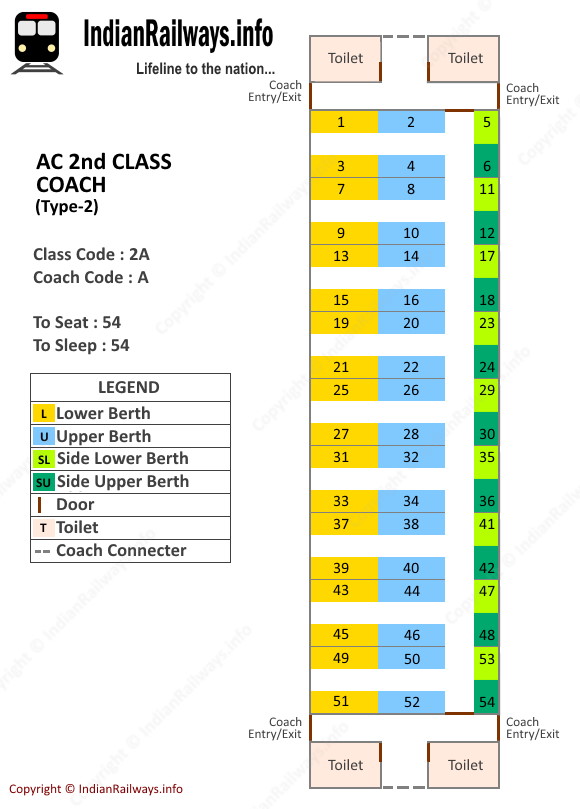 IndianRailways.info
Lifeline to the nation...
AC 2nd CLASS
COACH
(Type-2)
Class Code : 2A
Coach Code : A
To Seat : 54
To Sleep : 54
LEGEND
L Lower Berth
U Upper Berth
SL Side Lower Berth
SU Side Upper Berth
Door
T Toilet
Coach Connecter
Toilet Toilet
Coach
Entry/Exit
Coach
Entry/Exit
1 2 5
3 4 6
7 8 11
9 10 12
13 14 17
15 16 18
19 20 23
21 22 24
25 26 29
27 28 30
31 32 35
33 34 36
37 38 41
39 40 42
43 44 47
45 46 48
49 50 53
51 52 54
Coach
Entry/Exit
Coach
Entry/Exit
Toilet Toilet
Copyright © IndianRailways.info